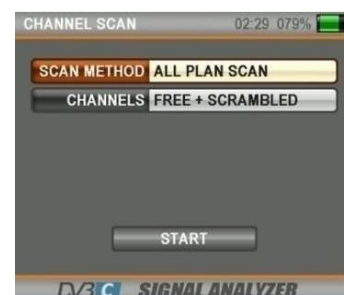 CHANNEL SCAN 02:29 079%
SCAN METHOD ALL PLAN SCAN
CHANNELS FREE + SCRAMBLED
START
DVB C SIGNAL ANALYZER